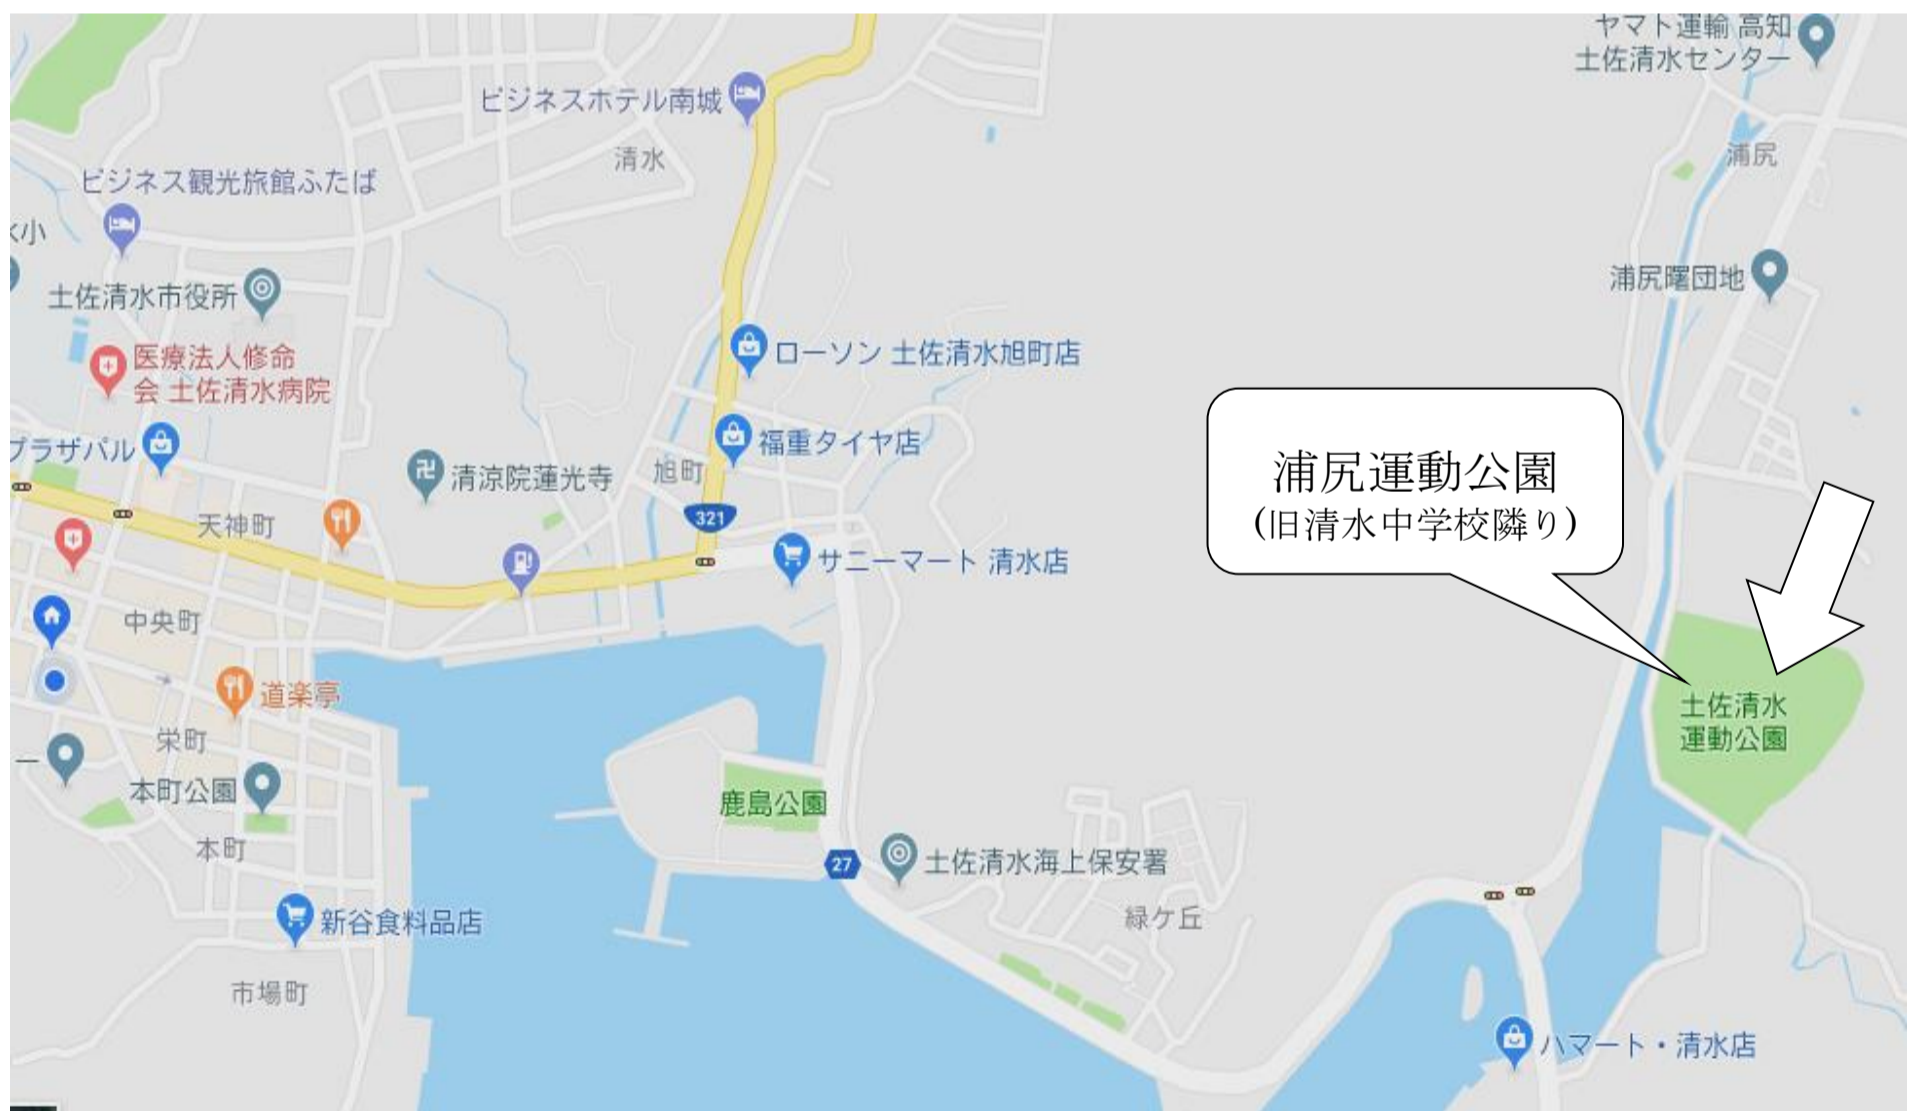 ヤマト運輸 高知
土佐清水センター
ビジネスホテル南城
清水
浦尻
ビジネス観光旅館ふたば
水小
浦尻曙団地
土佐清水市役所
医療法人修命
会 土佐清水病院
ローソン 土佐清水旭町店
プラザパル
福重タイヤ店
清涼院蓮光寺
旭町
浦尻運動公園
(旧清水中学校隣り)
321
天神町
サニーマート 清水店
中央町
道楽亭
土佐清水
運動公園
栄町
ー
本町公園
鹿島公園
本町
27
土佐清水海上保安署
新谷食料品店
緑ケ丘
市場町
ハマート・清水店